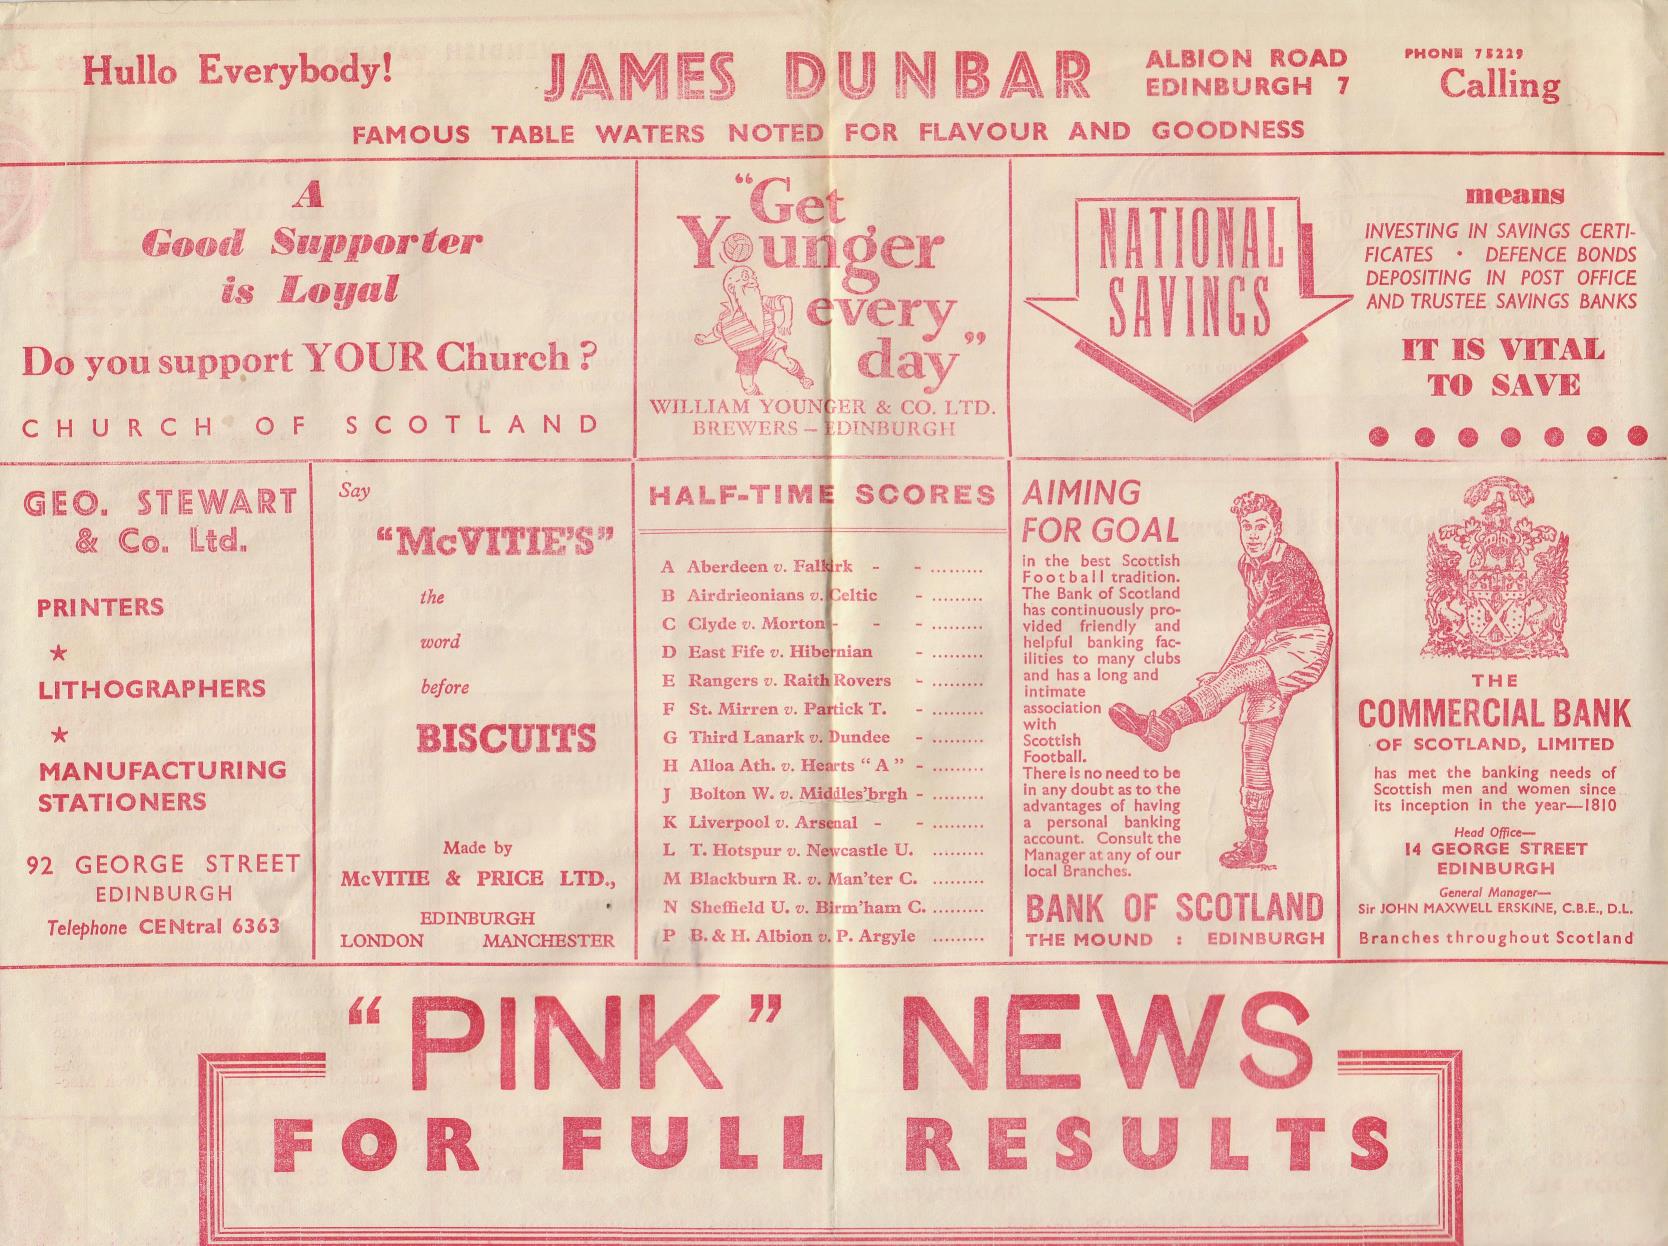 Hullo Everybody!
JAMES DUNBAR
ALBION ROAD
EDINBURGH 7
PHONE 75229
Calling
FAMOUS TABLE WATERS NOTED FOR FLAVOUR AND GOODNESS
A
Good Supporter
is Loyal
Do you support YOUR Church?
CHURCH OF SCOTLAND
"Get
Younger
every
day"
WILLIAM YOUNGER & CO. LTD.
BREWERS – EDINBURGH
NATIONAL
SAVINGS
means
INVESTING IN SAVINGS CERTI-
FICATES • DEFENCE BONDS
DEPOSITING IN POST OFFICE
AND TRUSTEE SAVINGS BANKS
IT IS VITAL
TO SAVE
GEO. STEWART
& Co. Ltd.
PRINTERS
★
LITHOGRAPHERS
★
MANUFACTURING
STATIONERS
92 GEORGE STREET
EDINBURGH
Telephone CENtral 6363
Say
"McVITIE'S"
the
word
before
BISCUITS
Made by
McVITIE & PRICE LTD.,
EDINBURGH
LONDON MANCHESTER
HALF-TIME SCORES
A Aberdeen v. Falkirk - - .........
B Airdrieonians v. Celtic - .........
C Clyde v. Morton - - - .........
D East Fife v. Hibernian - .........
E Rangers v. Raith Rovers - .........
F St. Mirren v. Partick T. - .........
G Third Lanark v. Dundee - .........
H Alloa Ath. v. Hearts "A" - .........
J Bolton W. v. Middles'brgh - .........
K Liverpool v. Arsenal - - .........
L T. Hotspur v. Newcastle U. .........
M Blackburn R. v. Man'ter C. .........
N Sheffield U. v. Birm'ham C. .........
P B. & H. Albion v. P. Argyle .........
AIMING
FOR GOAL
in the best Scottish
Football tradition.
The Bank of Scotland
has continuously pro-
vided friendly and
helpful banking fac-
ilities to many clubs
and has a long and
intimate
association
with
Scottish
Football.
There is no need to be
in any doubt as to the
advantages of having
a personal banking
account. Consult the
Manager at any of our
local Branches.
BANK OF SCOTLAND
THE MOUND : EDINBURGH
THE
COMMERCIAL BANK
OF SCOTLAND, LIMITED
has met the banking needs of
Scottish men and women since
its inception in the year—1810
Head Office—
14 GEORGE STREET
EDINBURGH
General Manager—
Sir JOHN MAXWELL ERSKINE, C.B.E., D.L.
Branches throughout Scotland
"PINK" NEWS
FOR FULL RESULTS